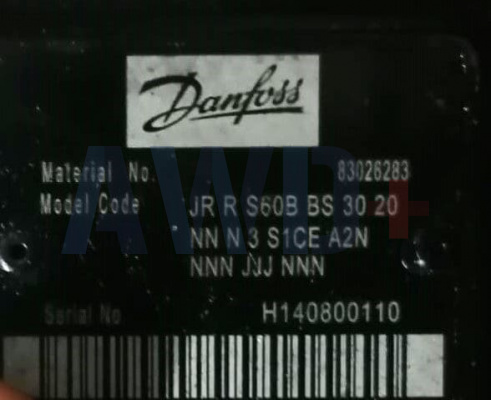 Danfoss
Material No. 83026283
Model Code JR R S60B BS 30 20
NN N 3 S1CE A2N
NNN JJJ NNN
Serial No H140800110
AWD+